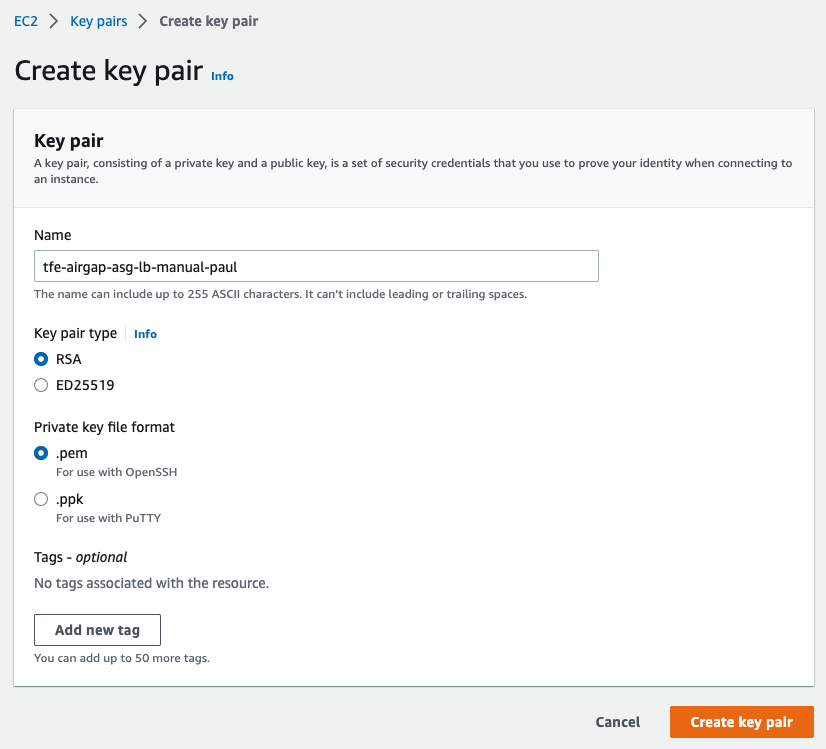 EC2 > Key pairs > Create key pair
Create key pair Info
Key pair
A key pair, consisting of a private key and a public key, is a set of security credentials that you use to prove your identity when connecting to
an instance.
Name
tfe-airgap-asg-lb-manual-paul
The name can include up to 255 ASCII characters. It can't include leading or trailing spaces.
Key pair type Info
RSA
ED25519
Private key file format
.pem
For use with OpenSSH
.ppk
For use with PuTTY
Tags - optional
No tags associated with the resource.
Add new tag
You can add up to 50 more tags.
Cancel Create key pair